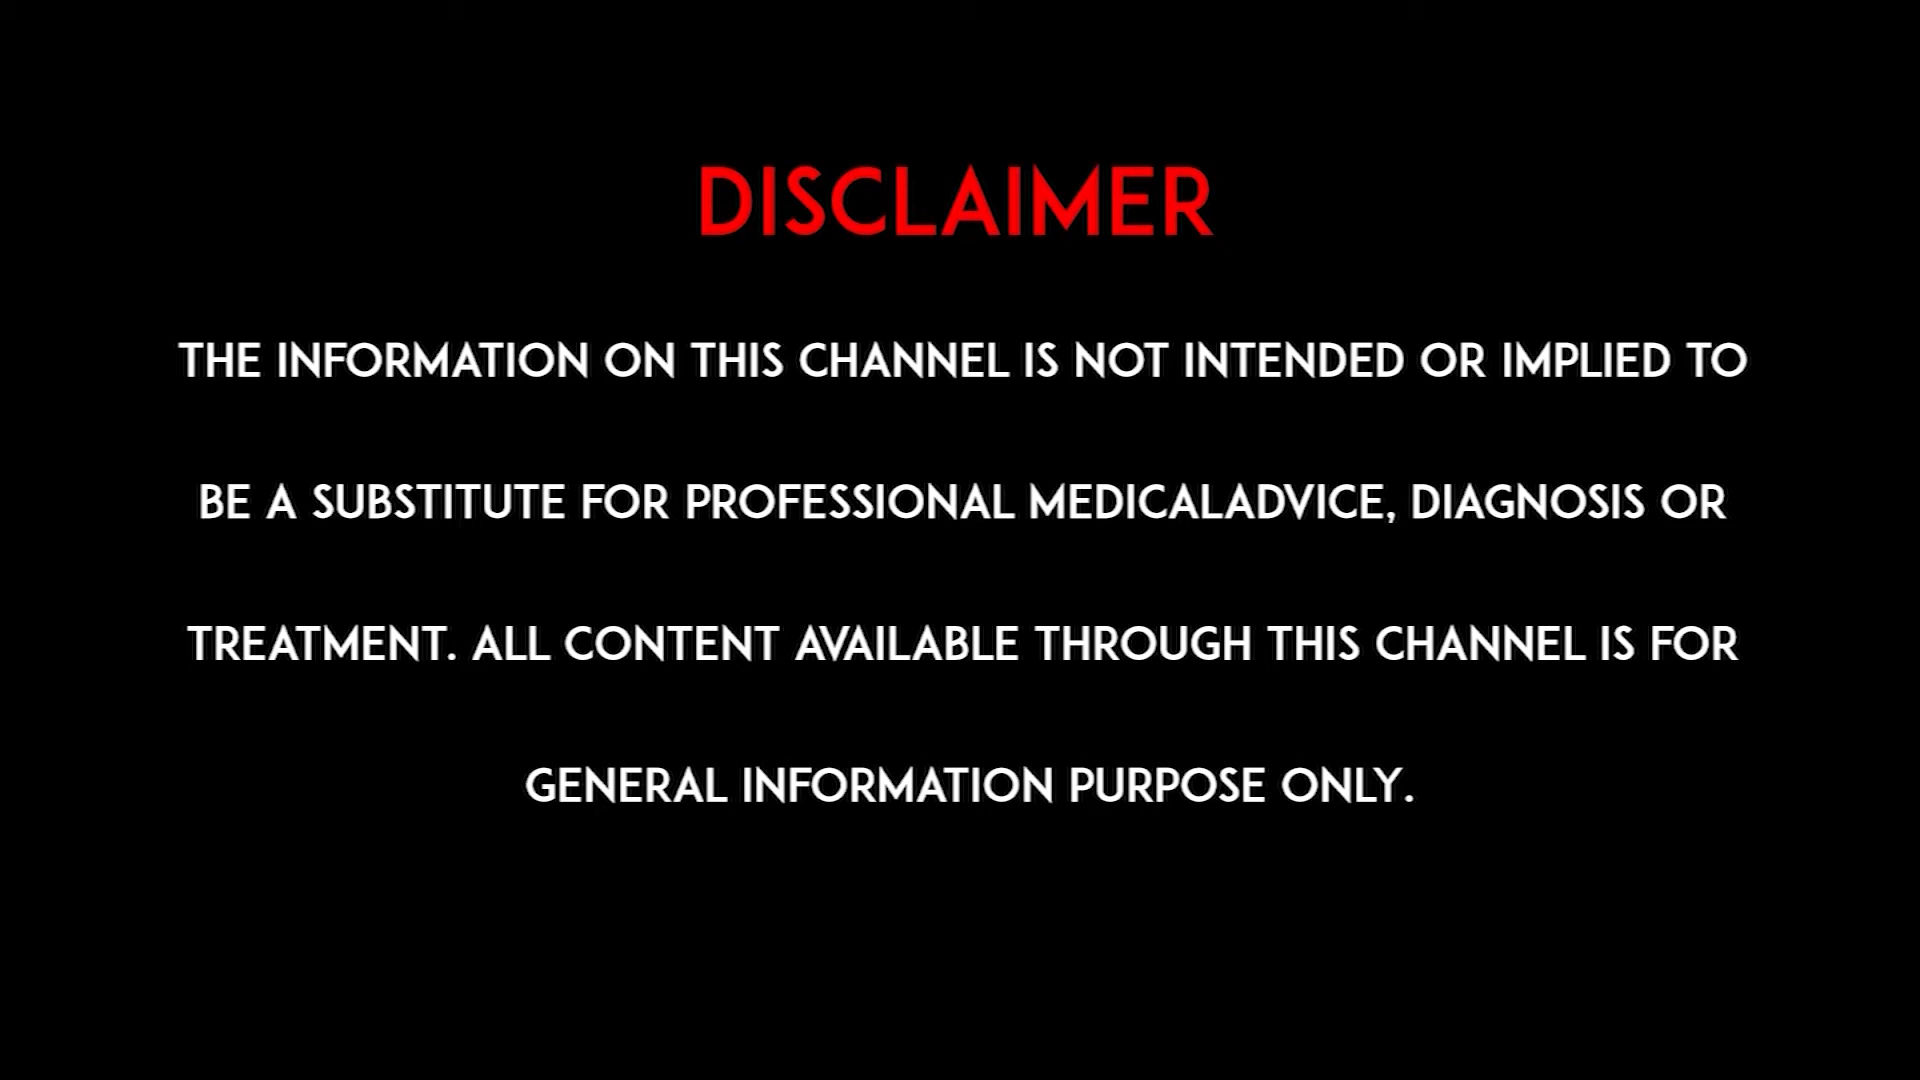 DISCLAIMER
THE INFORMATION ON THIS CHANNEL IS NOT INTENDED OR IMPLIED TO
BE A SUBSTITUTE FOR PROFESSIONAL MEDICALADVICE, DIAGNOSIS OR
TREATMENT. ALL CONTENT AVAILABLE THROUGH THIS CHANNEL IS FOR
GENERAL INFORMATION PURPOSE ONLY.